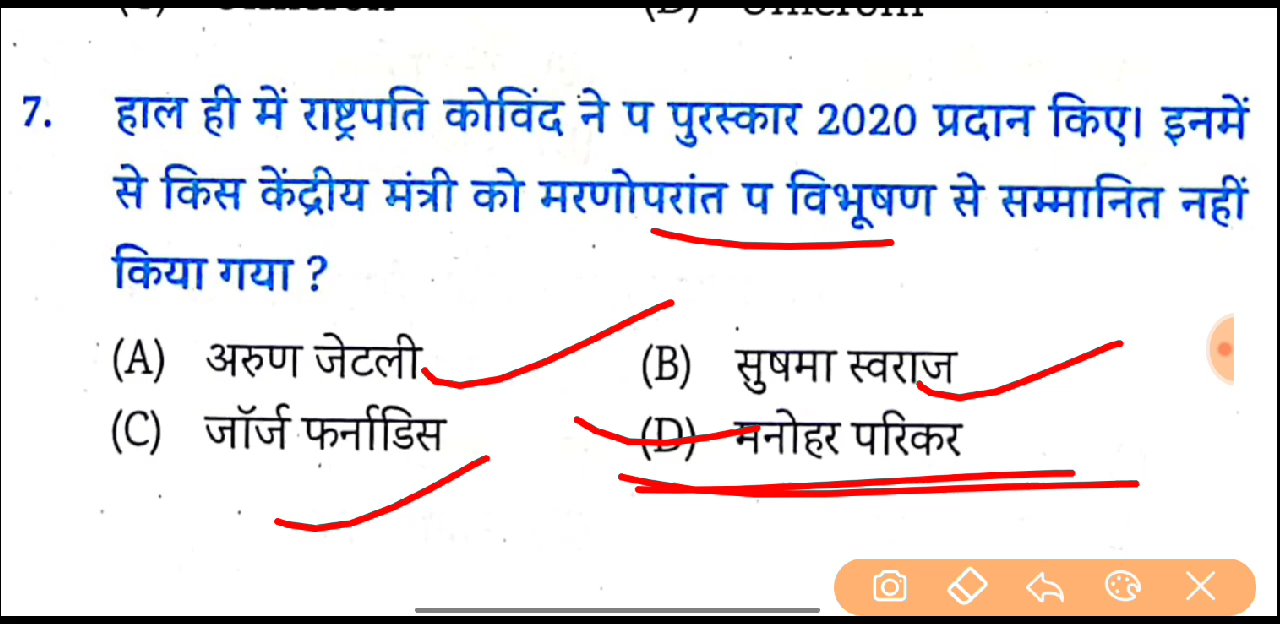 7. हाल ही में राष्ट्रपति कोविंद ने प पुरस्कार 2020 प्रदान किए। इनमें
से किस केंद्रीय मंत्री को मरणोपरांत प विभूषण से सम्मानित नहीं
किया गया ?
(A) अरुण जेटली (B) सुषमा स्वराज
(C) जॉर्ज फर्नाडिस (D) मनोहर परिकर